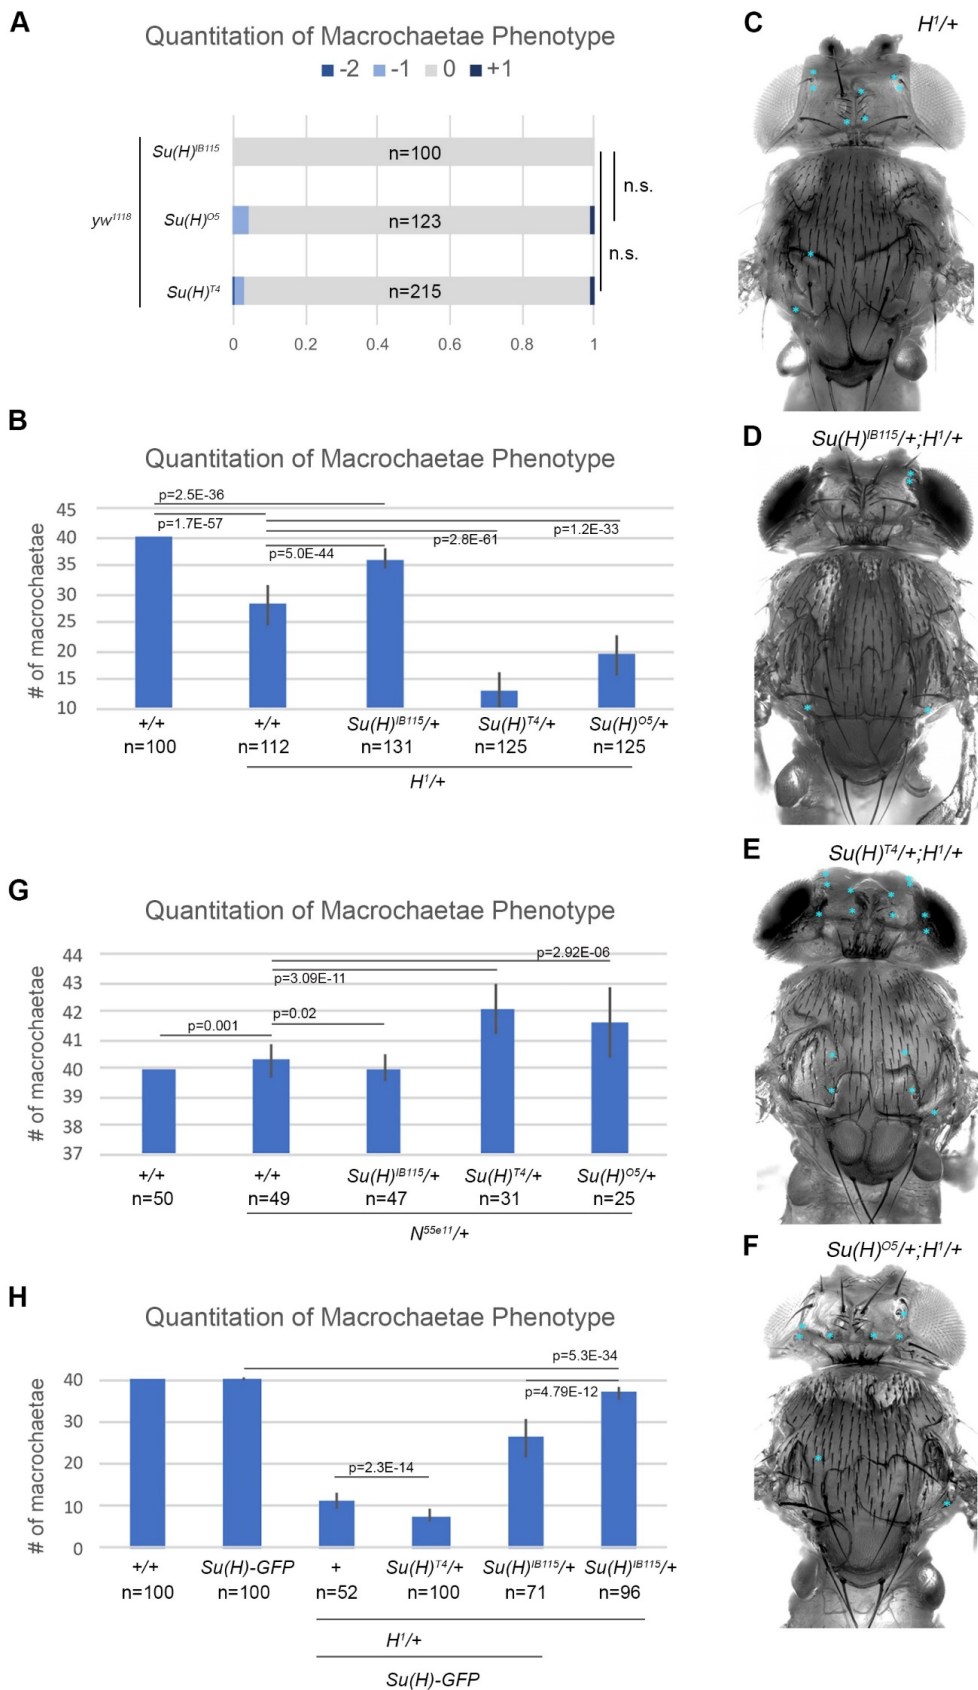 A
Quantitation of Macrochaetae Phenotype
-2 -1 0 +1
yw1118
Su(H)IB115
n=100
Su(H)O5
n=123
Su(H)T4
n=215
n.s.
n.s.
0 0.2 0.4 0.6 0.8 1
B
Quantitation of Macrochaetae Phenotype
# of macrochaetae
45
40
35
30
25
20
15
10
p=2.5E-36
p=1.7E-57
p=5.0E-44
p=2.8E-61
p=1.2E-33
+/+ +/+ Su(H)IB115/+ Su(H)T4/+ Su(H)O5/+
n=100 n=112 n=131 n=125 n=125
H1/+
G
Quantitation of Macrochaetae Phenotype
# of macrochaetae
44
43
42
41
40
39
38
37
p=2.92E-06
p=3.09E-11
p=0.02
p=0.001
+/+ +/+ Su(H)IB115/+ Su(H)T4/+ Su(H)O5/+
n=50 n=49 n=47 n=31 n=25
N55e11/+
H
Quantitation of Macrochaetae Phenotype
# of macrochaetae
40
30
20
10
0
p=5.3E-34
p=4.79E-12
p=2.3E-14
+/+ Su(H)-GFP + Su(H)T4/+ Su(H)IB115/+ Su(H)IB115/+
n=100 n=100 n=52 n=100 n=71 n=96
H1/+
Su(H)-GFP
C
H1/+
D
Su(H)IB115/+;H1/+
E
Su(H)T4/+;H1/+
F
Su(H)O5/+;H1/+